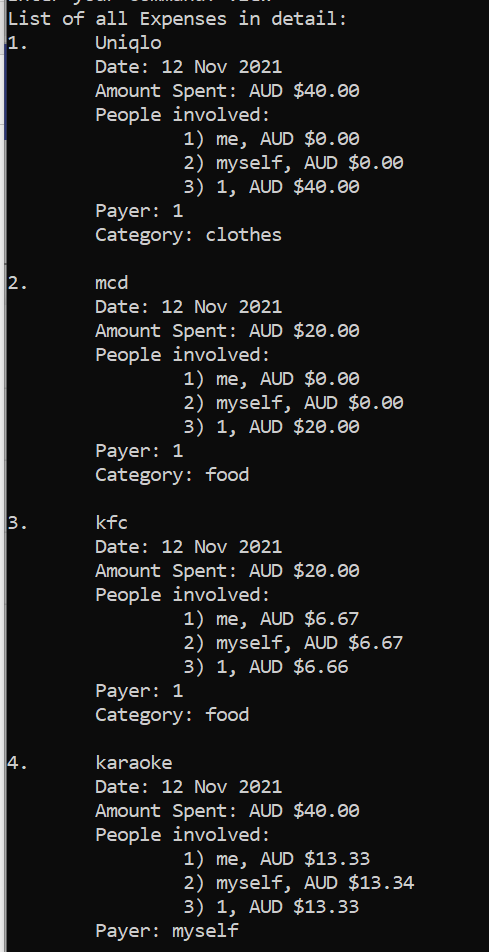 List of all Expenses in detail:
1. Uniqlo
Date: 12 Nov 2021
Amount Spent: AUD $40.00
People involved:
1) me, AUD $0.00
2) myself, AUD $0.00
3) 1, AUD $40.00
Payer: 1
Category: clothes
2. mcd
Date: 12 Nov 2021
Amount Spent: AUD $20.00
People involved:
1) me, AUD $0.00
2) myself, AUD $0.00
3) 1, AUD $20.00
Payer: 1
Category: food
3. kfc
Date: 12 Nov 2021
Amount Spent: AUD $20.00
People involved:
1) me, AUD $6.67
2) myself, AUD $6.67
3) 1, AUD $6.66
Payer: 1
Category: food
4. karaoke
Date: 12 Nov 2021
Amount Spent: AUD $40.00
People involved:
1) me, AUD $13.33
2) myself, AUD $13.34
3) 1, AUD $13.33
Payer: myself